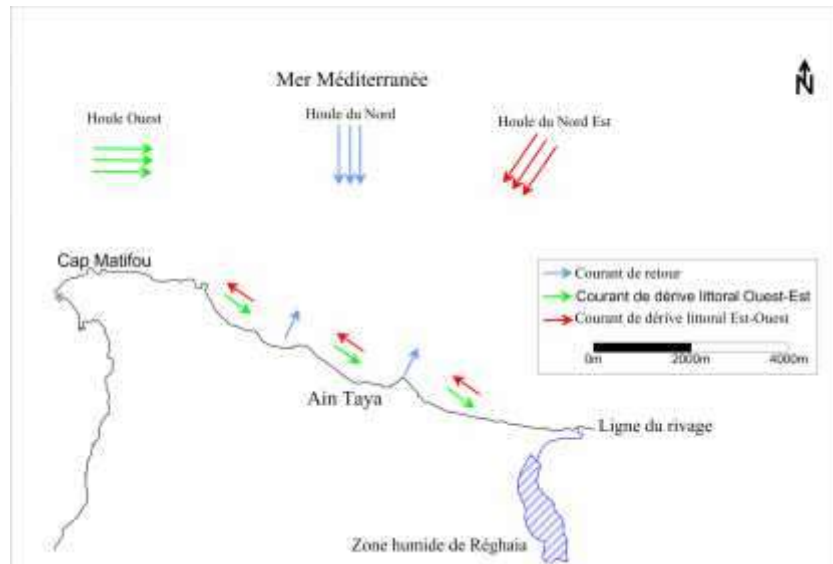 Mer Méditerranée
N
Houle Ouest
Houle du Nord
Houle du Nord Est
Cap Matifou
Courant de retour
Courant de dérive littoral Ouest-Est
Courant de dérive littoral Est-Ouest
0m 2000m 4000m
Ain Taya
Ligne du rivage
Zone humide de Réghaia